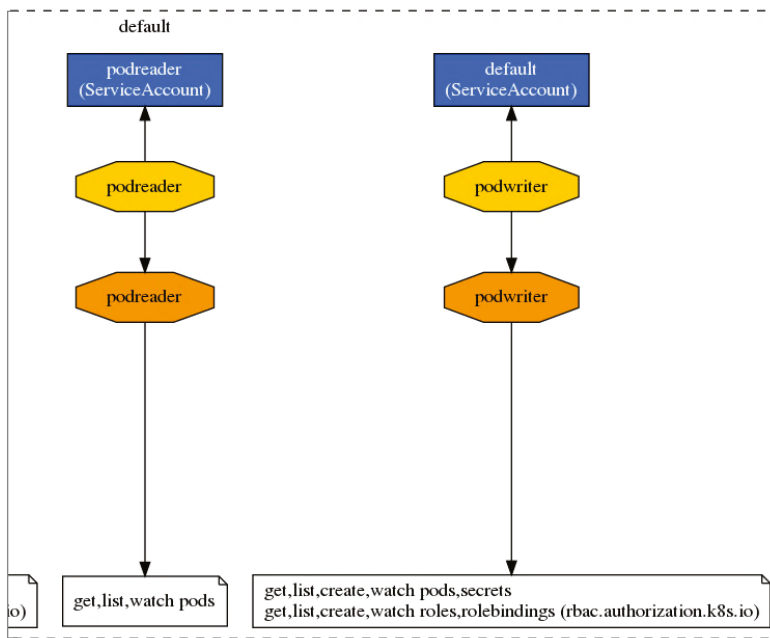 default
podreader
(ServiceAccount)
default
(ServiceAccount)
podreader
podwriter
podreader
podwriter
io)
get,list,watch pods
get,list,create,watch pods,secrets
get,list,create,watch roles,rolebindings (rbac.authorization.k8s.io)